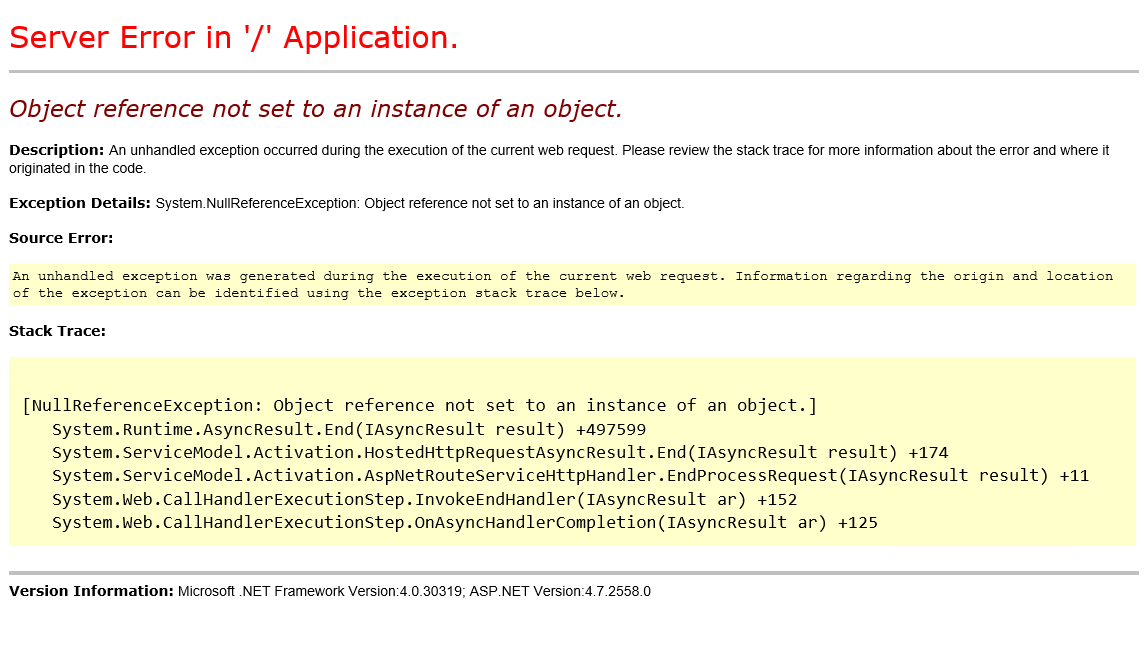 Server Error in '/' Application.
Object reference not set to an instance of an object.
Description: An unhandled exception occurred during the execution of the current web request. Please review the stack trace for more information about the error and where it
originated in the code.
Exception Details: System.NullReferenceException: Object reference not set to an instance of an object.
Source Error:
An unhandled exception was generated during the execution of the current web request. Information regarding the origin and location
of the exception can be identified using the exception stack trace below.
Stack Trace:
[NullReferenceException: Object reference not set to an instance of an object.]
System.Runtime.AsyncResult.End(IAsyncResult result) +497599
System.ServiceModel.Activation.HostedHttpRequestAsyncResult.End(IAsyncResult result) +174
System.ServiceModel.Activation.AspNetRouteServiceHttpHandler.EndProcessRequest(IAsyncResult result) +11
System.Web.CallHandlerExecutionStep.InvokeEndHandler(IAsyncResult ar) +152
System.Web.CallHandlerExecutionStep.OnAsyncHandlerCompletion(IAsyncResult ar) +125
Version Information: Microsoft .NET Framework Version:4.0.30319; ASP.NET Version:4.7.2558.0